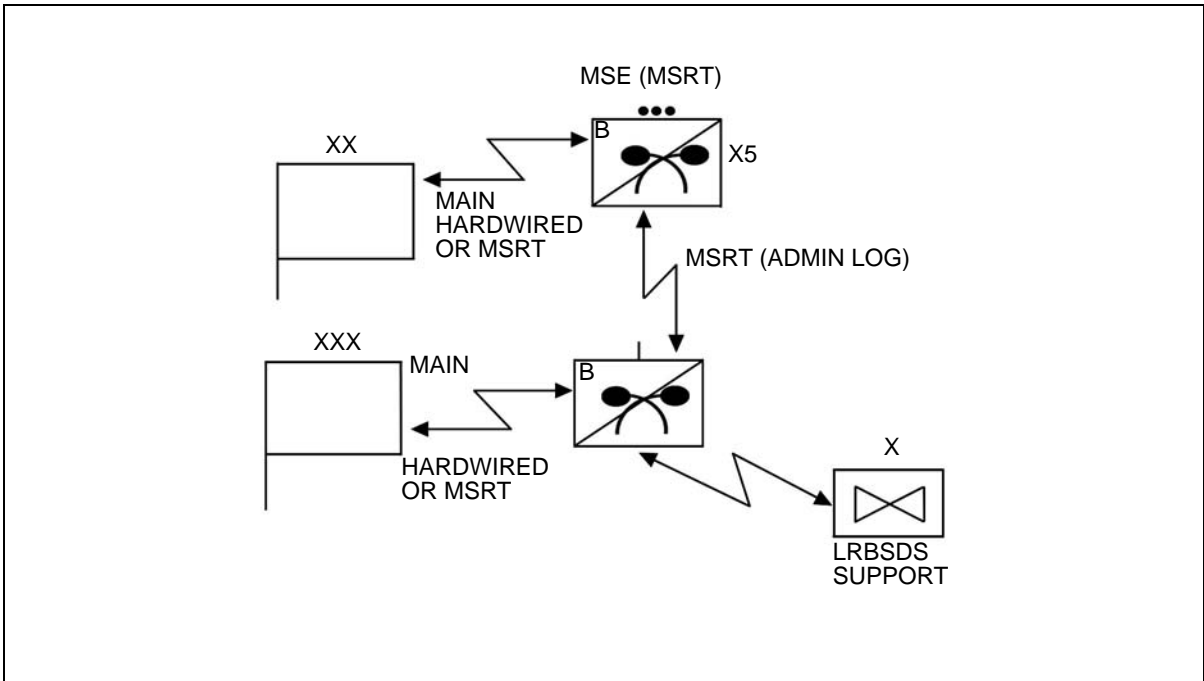 MSE (MSRT)
B
X5
XX
MAIN
HARDWIRED
OR MSRT
MSRT (ADMIN LOG)
XXX
MAIN
B
HARDWIRED
OR MSRT
X
LRBSDS
SUPPORT